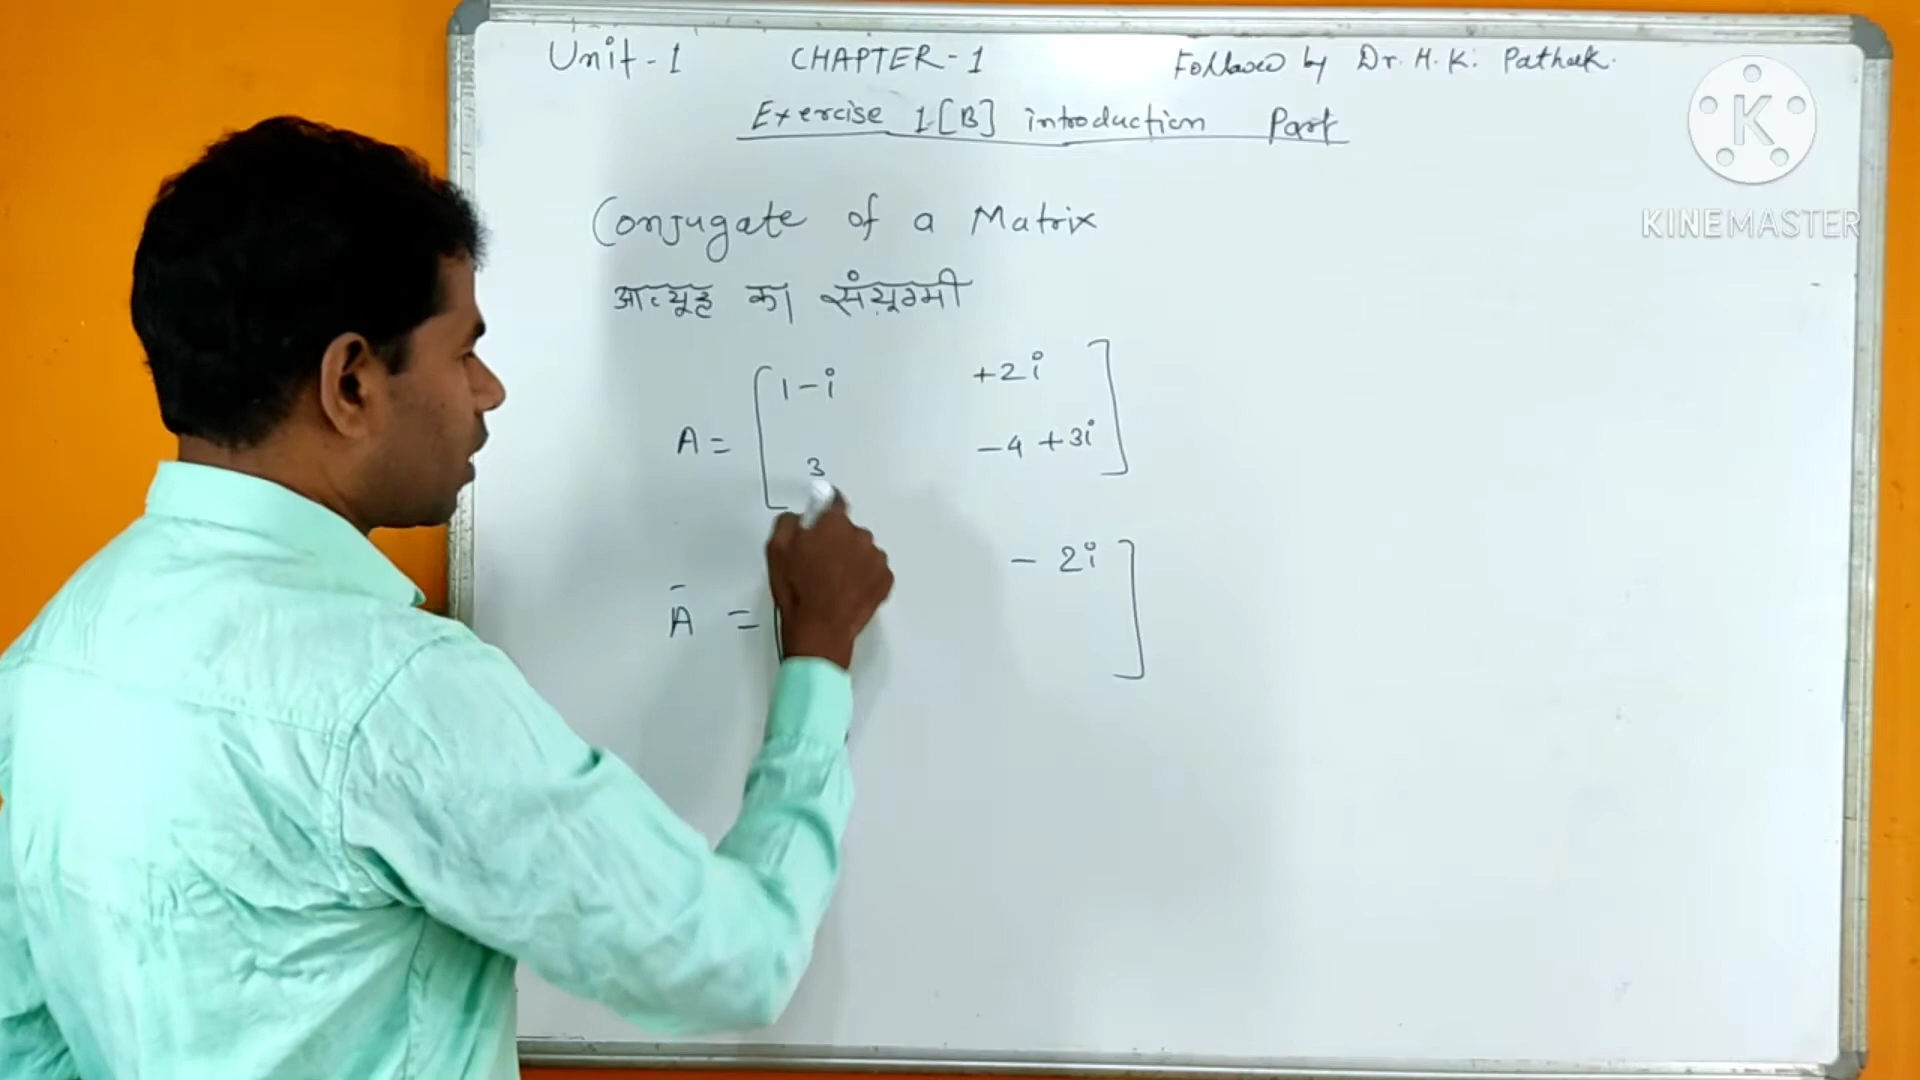 Unit-1 CHAPTER-1 Followed by Dr. H. K. Pathak.
Exercise 1[B] introduction Part
K
KINEMASTER
Conjugate of a Matrix
आव्यूह का संयुग्मी
1-i +2i
A = -4 +3i
3
- 2i
Ā =